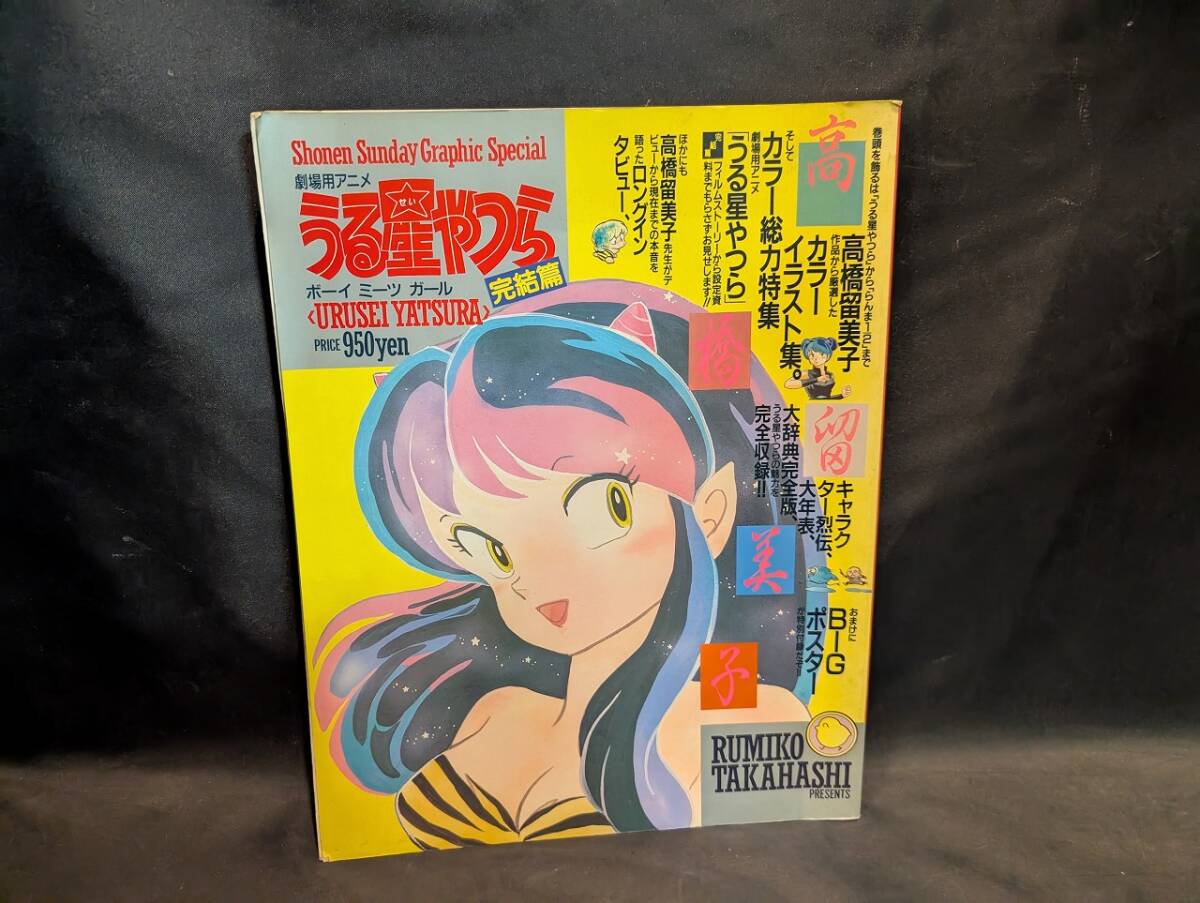 Shonen Sunday Graphic Special
劇場用アニメ
うる星やつら
せい
完結篇
ボーイ ミーツ ガール
〈URUSEI YATSURA〉
PRICE 950yen
高
橋
留
美
子
巻頭を飾るは「うる星やつら」から「らんま1/2」まで
高橋留美子
作品から厳選した
カラー
イラスト集。
そして
カラー総力特集
劇場用アニメ
「うる星やつら」
完
フィルムストーリーから設定資
料までもらさずお見せします!!
ほかにも
高橋留美子先生がデ
ビューから現在までの本音を
語ったロングイン
タビュー、
キャラク
ター烈伝、
大年表、
大辞典完全版、
うる星やつらの魅力を
完全収録!!
おまけに
BIG
ポスター
が特別付録だぞ!!
RUMIKO
TAKAHASHI
PRESENTS